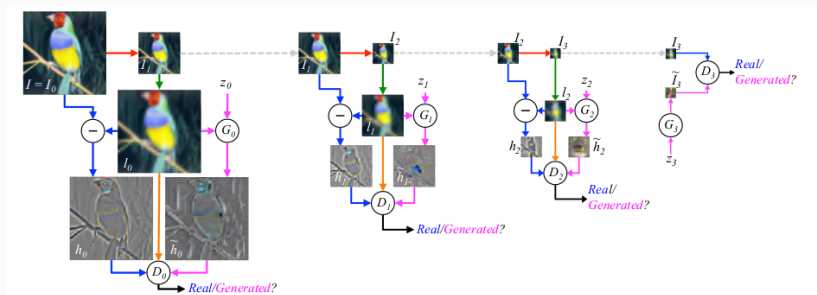 I = I₀
I₁
z₀
−
G₀
l₀
h₀
h̃₀
D₀
Real/Generated?
I₁
I₂
z₁
−
G₁
l₁
h₁
h̃₁
D₁
Real/Generated?
I₂
I₃
z₂
l₂
−
G₂
h₂
h̃₂
D₂
Real/
Generated?
I₃
Ĩ₃
D₃
Real/
Generated?
G₃
z₃